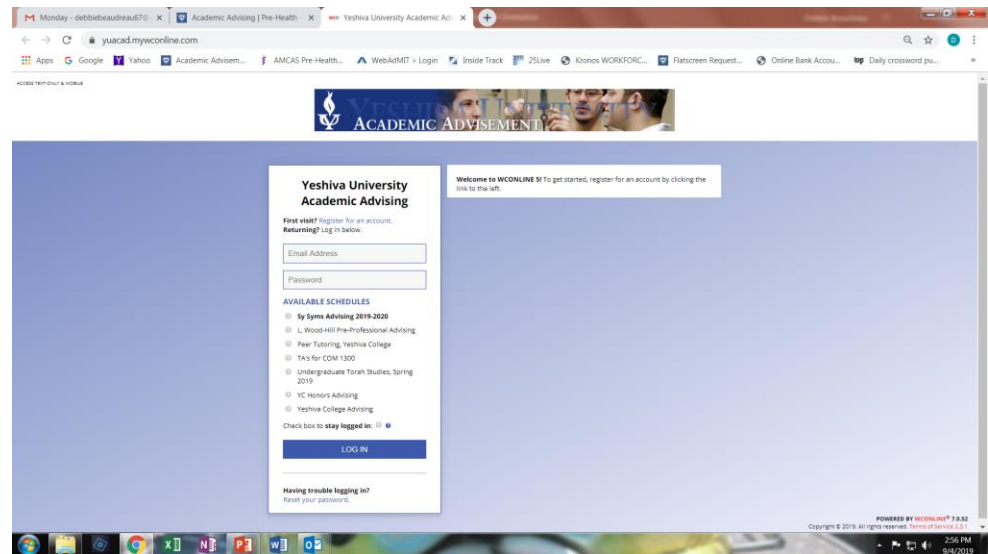 Monday - debbiebeaudreau67@
Academic Advising | Pre-Health
Yeshiva University Academic Adv
yuacad.mywconline.com
Apps Google Yahoo Academic Advisem... AMCAS Pre-Health... WebAdMIT > Login Inside Track 25Live Kronos WORKFORC... Flatscreen Request... Online Bank Accou... Daily crossword pu... »
ACCESS TEXT-ONLY & MOBILE
YESHIVA UNIVERSITY
ACADEMIC ADVISEMENT
Yeshiva University
Academic Advising
First visit? Register for an account.
Returning? Log in below.
Email Address
Password
AVAILABLE SCHEDULES
Sy Syms Advising 2019-2020
L. Wood-Hill Pre-Professional Advising
Peer Tutoring, Yeshiva College
TA's for COM 1300
Undergraduate Torah Studies, Spring
2019
YC Honors Advising
Yeshiva College Advising
Check box to stay logged in:
LOG IN
Having trouble logging in?
Reset your password.
Welcome to WCONLINE 5! To get started, register for an account by clicking the
link to the left.
POWERED BY WCONLINE® 7.0.52
Copyright © 2019. All rights reserved. Terms of Service 2.3.1
2:56 PM
9/4/2019